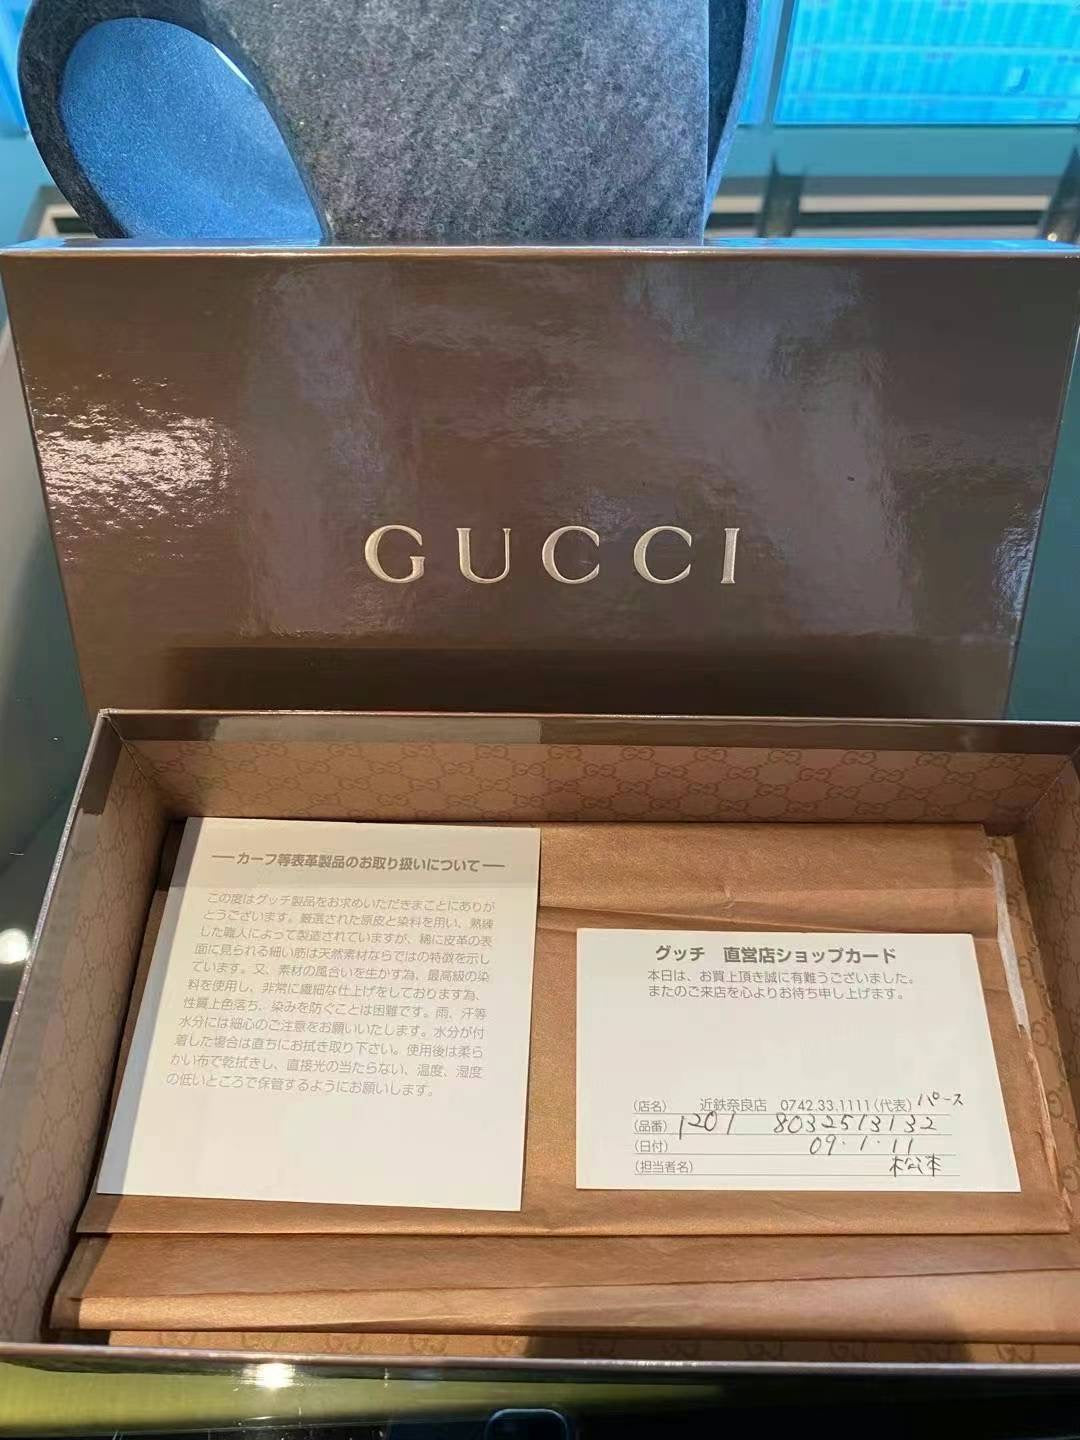 GUCCI
カーフ等表革製品のお取り扱いについて
この度はグッチ製品をお求めいただきまことにありが
とうございます。厳選された原皮と染料を用い、熟練
した職人によって製造されていますが、稀に皮革の表
面に見られる細い筋は天然素材ならではの特徴を示し
ています。又、素材の風合いを生かす為、最高級の染
料を使用し、非常に繊細な仕上げをしております為、
性質上色落ち、染みを防ぐことは困難です。雨、汗等
水分には細心のご注意をお願いいたします。水分が付
着した場合は直ちにお拭き取り下さい。使用後は柔ら
かい布で乾拭きし、直接光の当たらない、温度、湿度
の低いところで保管するようにお願いします。
グッチ 直営店ショップカード
本日は、お買上頂き誠に有難うございました。
またのご来店を心よりお待ち申し上げます。
(店名) 近鉄奈良店 0742.33.1111(代表) パース
(品番) 1201 8032513132
(日付) 09.1.11
(担当者名) 松本